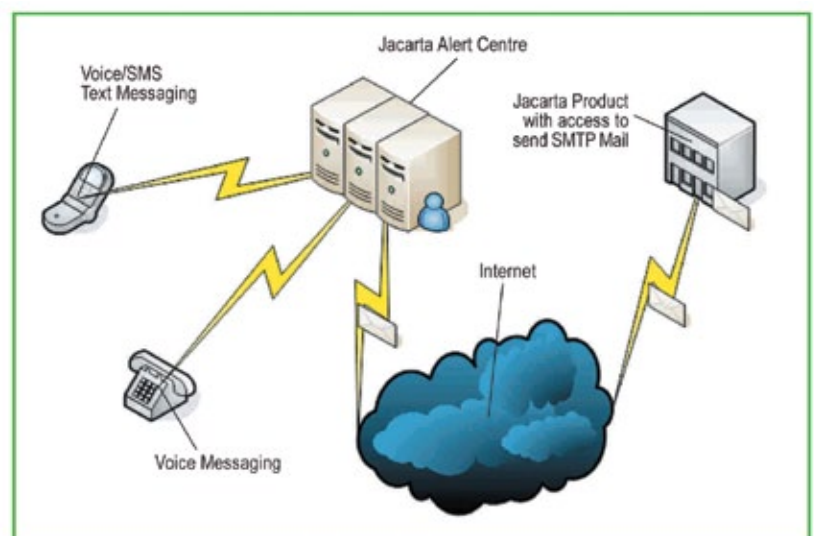 Jacarta Alert Centre
Voice/SMS
Text Messaging
Jacarta Product
with access to
send SMTP Mail
Internet
Voice Messaging